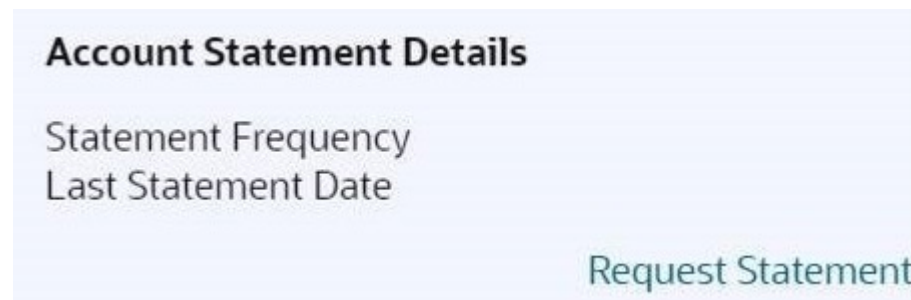 Account Statement Details
Statement Frequency
Last Statement Date
Request Statement